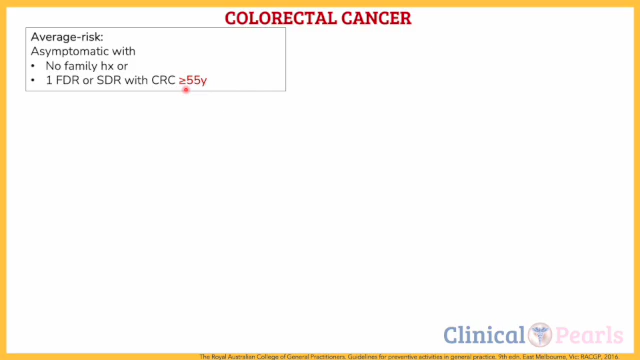 COLORECTAL CANCER
Average-risk:
Asymptomatic with
• No family hx or
• 1 FDR or SDR with CRC ≥55y
Clinical Pearls
The Royal Australian College of General Practitioners. Guidelines for preventive activities in general practice. 9th edn. East Melbourne, Vic: RACGP, 2016.